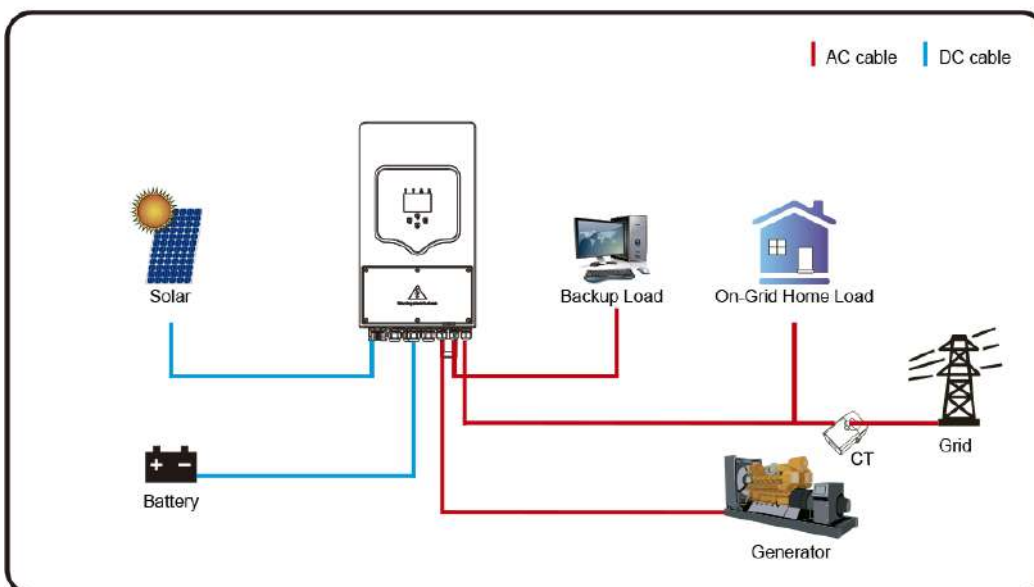 AC cable
DC cable
Solar
Backup Load
On-Grid Home Load
Battery
CT
Grid
Generator